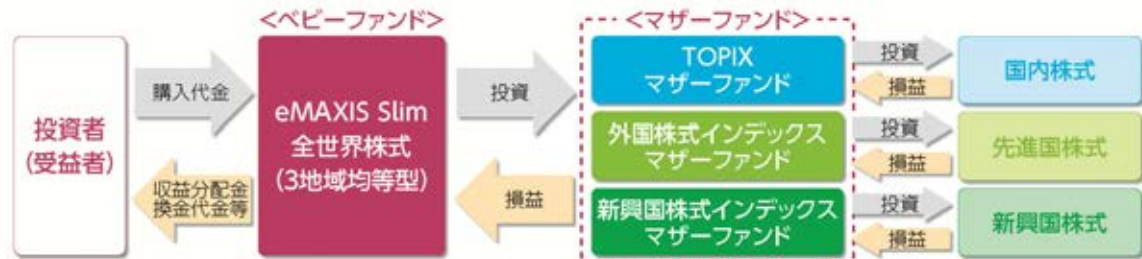 <ベビーファンド>
<マザーファンド>
投資者
(受益者)
購入代金
収益分配金
換金代金等
eMAXIS Slim
全世界株式
(3地域均等型)
投資
損益
TOPIX
マザーファンド
投資
損益
国内株式
外国株式インデックス
マザーファンド
投資
損益
先進国株式
新興国株式インデックス
マザーファンド
投資
損益
新興国株式